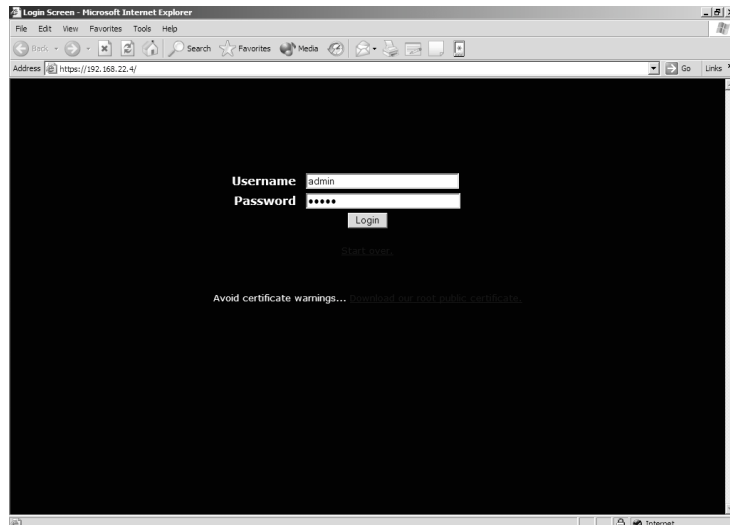 Login Screen - Microsoft Internet Explorer
File Edit View Favorites Tools Help
Back Search Favorites Media
Address https://192.168.22.4/ Go Links
Username admin
Password •••••
Login
Start over.
Avoid certificate warnings... Download our root public certificate.
Internet